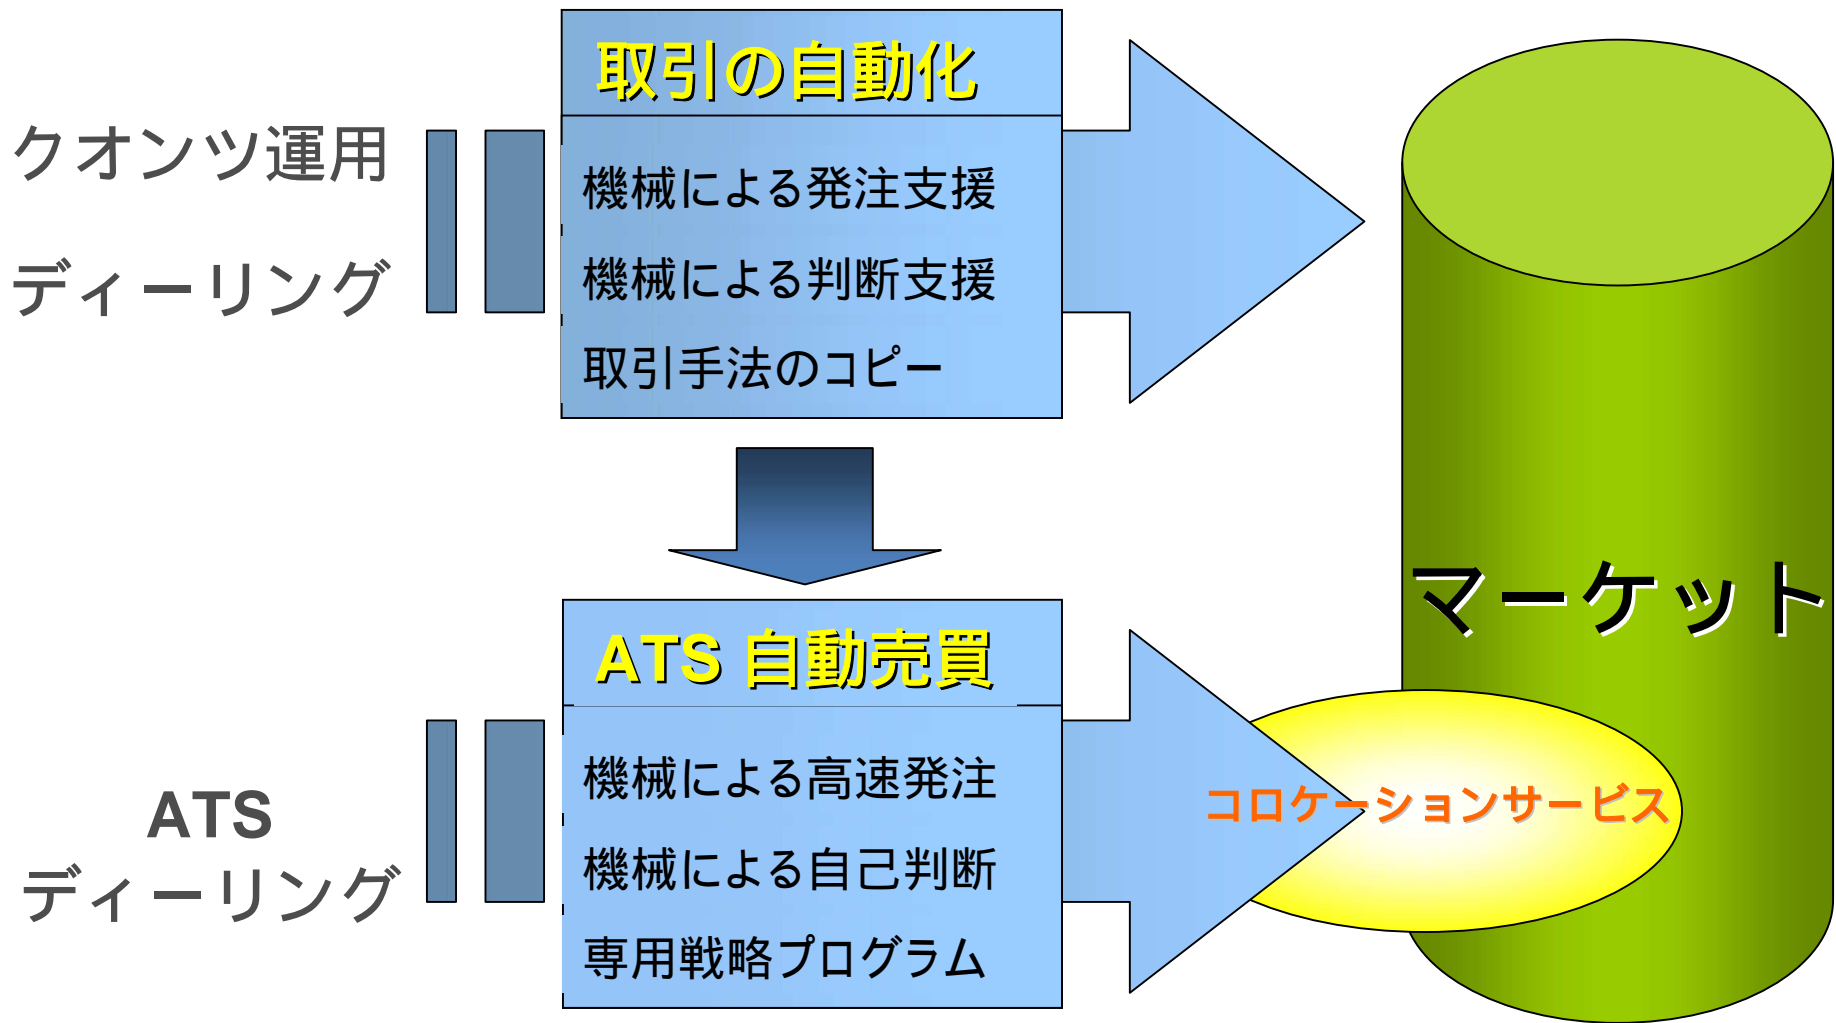 取引の自動化
クオンツ運用
ディーリング
機械による発注支援
機械による判断支援
取引手法のコピー
マーケット
ATS 自動売買
ATS
ディーリング
機械による高速発注
機械による自己判断
専用戦略プログラム
コロケーションサービス